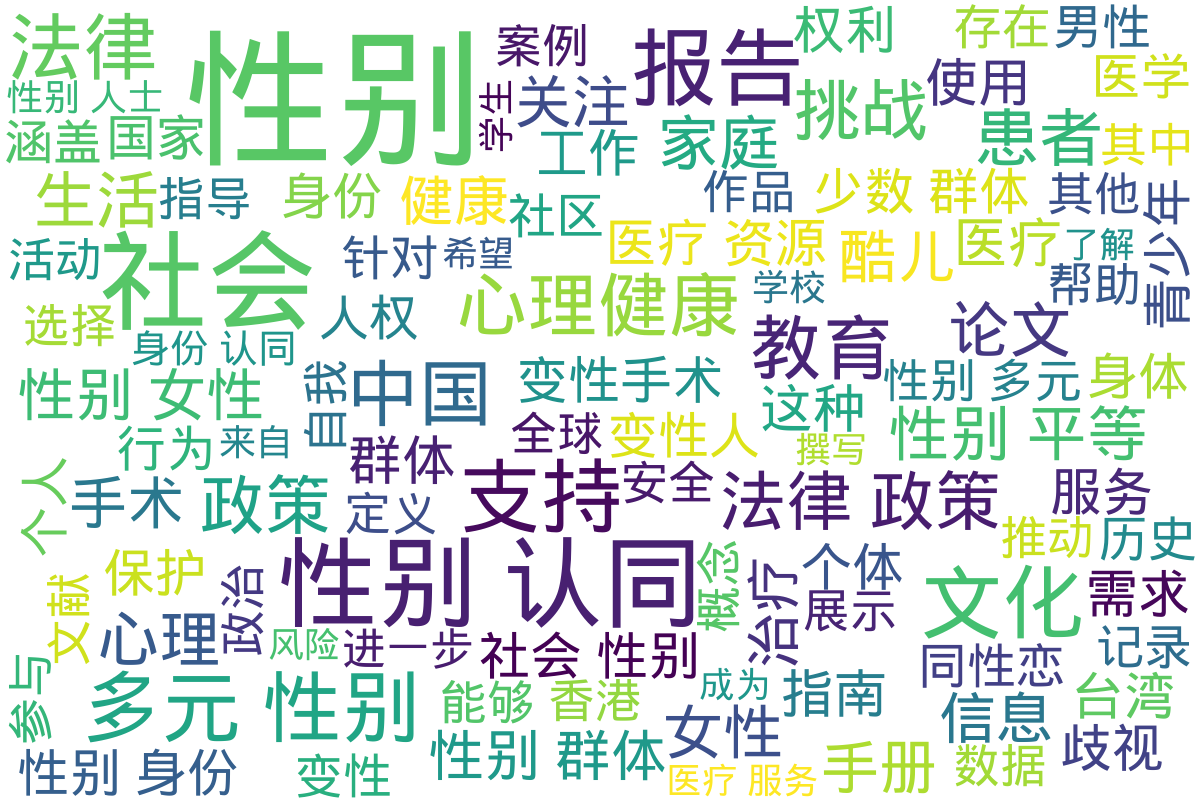 法律
性别
案例
报告
权利
存在
男性
性别 人士
学生
关注
挑战
使用
医学
涵盖
国家
工作
家庭
患者
其中
生活
指导
身份
健康
社区
作品
少数 群体
其他
青少年
活动
社会
针对
希望
医疗 资源
酷儿
医疗
了解
选择
人权
心理健康
学校
帮助
身份 认同
教育
论文
性别 女性
自我
中国
变性手术
这种
性别 多元
身体
行为
来自
群体
全球
变性人
撰写
性别 平等
个人
手术
政策
定义
支持
安全
法律 政策
服务
推动
历史
保护
政治
性别 认同
概念
治疗
个体
文化
需求
文献
心理
风险
进一步
社会 性别
展示
同性恋
记录
参与
多元 性别
能够
香港
成为
指南
信息
台湾
性别 身份
变性
性别 群体
女性
医疗 服务
手册
数据
歧视